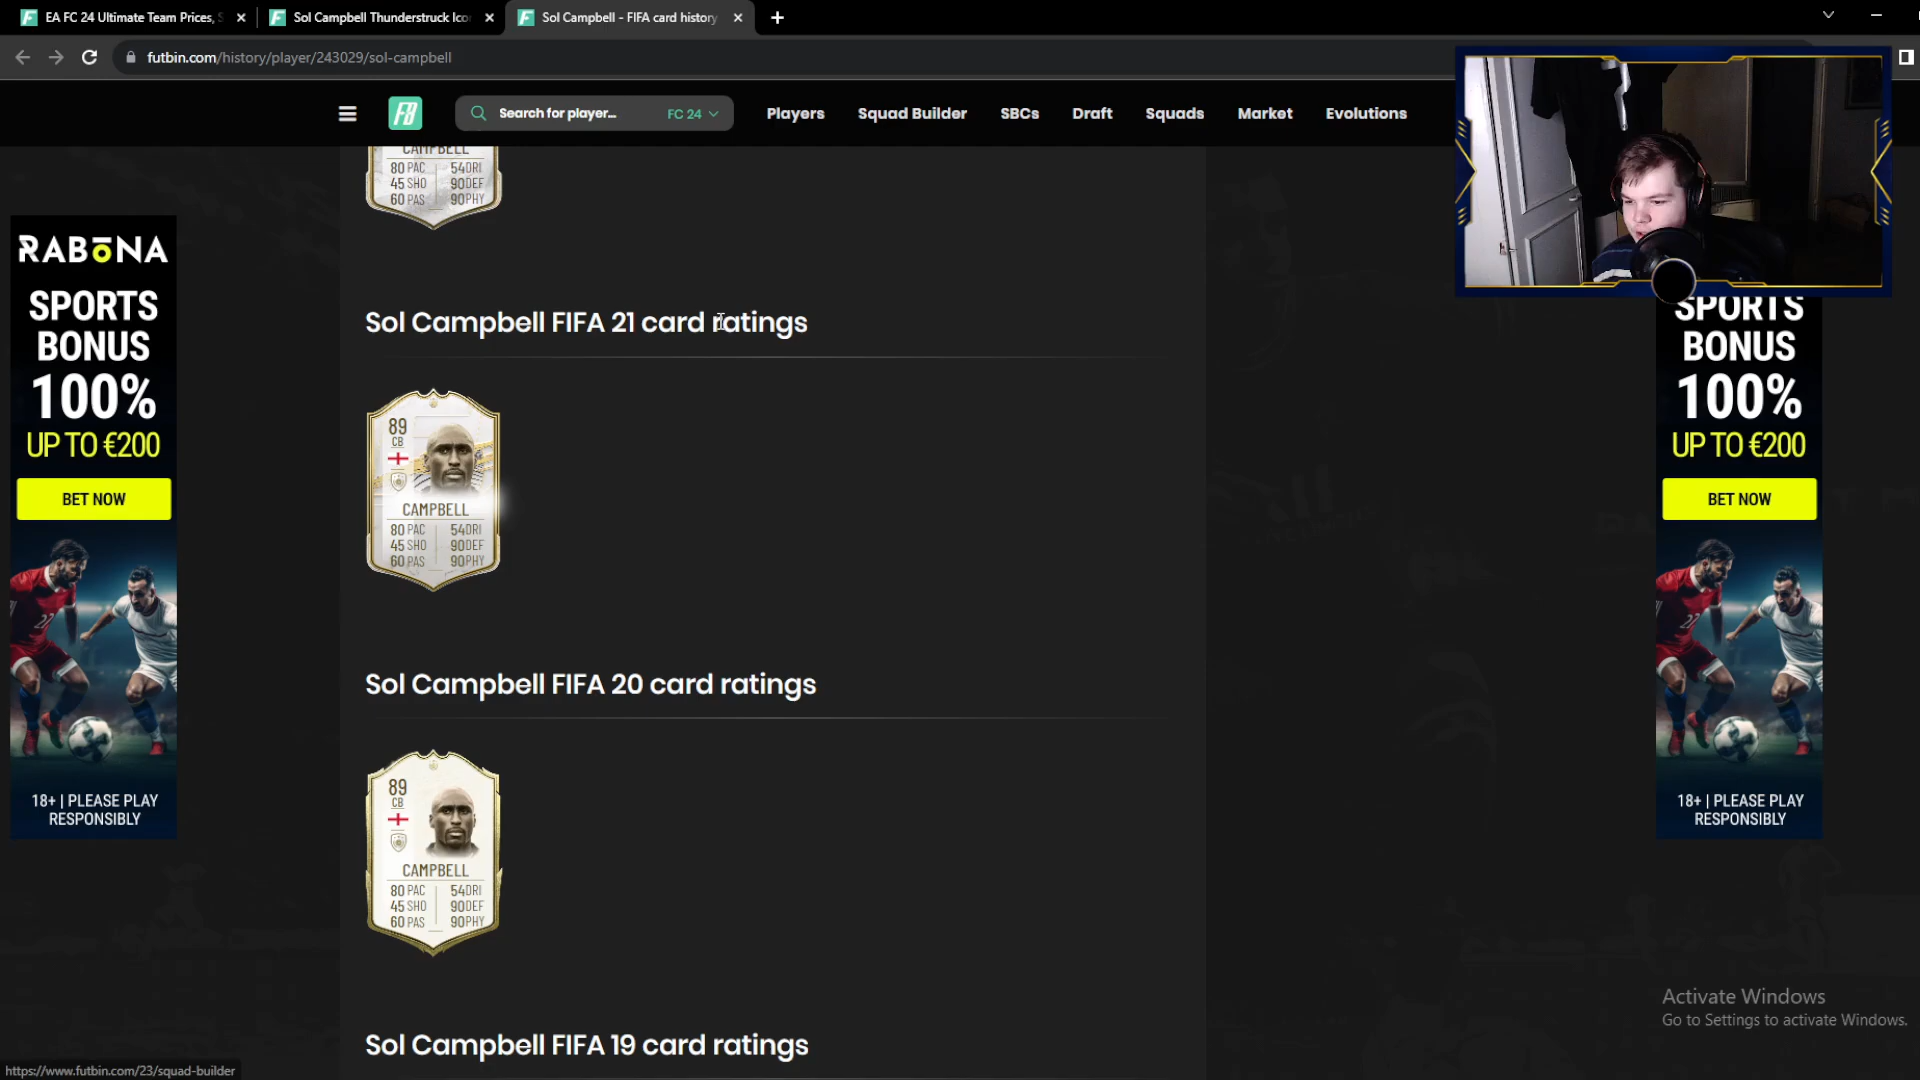 EA FC 24 Ultimate Team Prices, S
Sol Campbell Thunderstruck Ico
Sol Campbell - FIFA card history
futbin.com/history/player/243029/sol-campbell
FB
Search for player...
FC 24
Players
Squad Builder
SBCs
Draft
Squads
Market
Evolutions
CAMPBELL
80 PAC 54 DRI
45 SHO 90 DEF
60 PAS 90 PHY
Sol Campbell FIFA 21 card ratings
89
CB
CAMPBELL
80 PAC 54 DRI
45 SHO 90 DEF
60 PAS 90 PHY
Sol Campbell FIFA 20 card ratings
89
CB
CAMPBELL
80 PAC 54 DRI
45 SHO 90 DEF
60 PAS 90 PHY
Sol Campbell FIFA 19 card ratings
RABONA
SPORTS
BONUS
100%
UP TO €200
BET NOW
18+ | PLEASE PLAY
RESPONSIBLY
SPORTS
BONUS
100%
UP TO €200
BET NOW
18+ | PLEASE PLAY
RESPONSIBLY
Activate Windows
Go to Settings to activate Windows.
https://www.futbin.com/23/squad-builder